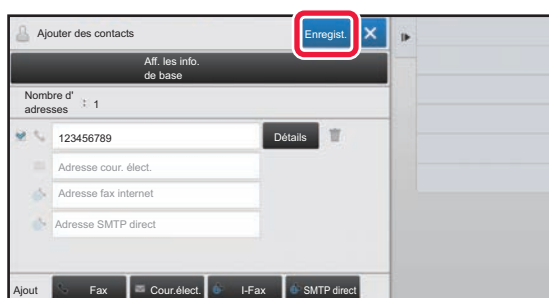 Ajouter des contacts
Enregist.
Aff. les info.
de base
Nombre d'
adresses : 1
123456789 Détails
Adresse cour. élect.
Adresse fax internet
Adresse SMTP direct
Ajout Fax Cour.élect. I-Fax SMTP direct